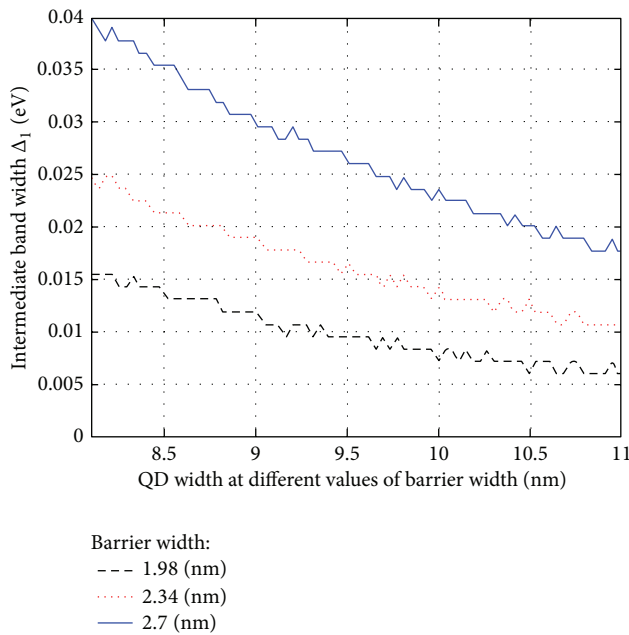 0.04
0.035
0.03
0.025
0.02
0.015
0.01
0.005
0
Intermediate band width Δ1 (eV)
8.5 9 9.5 10 10.5 11
QD width at different values of barrier width (nm)
Barrier width:
1.98 (nm)
2.34 (nm)
2.7 (nm)